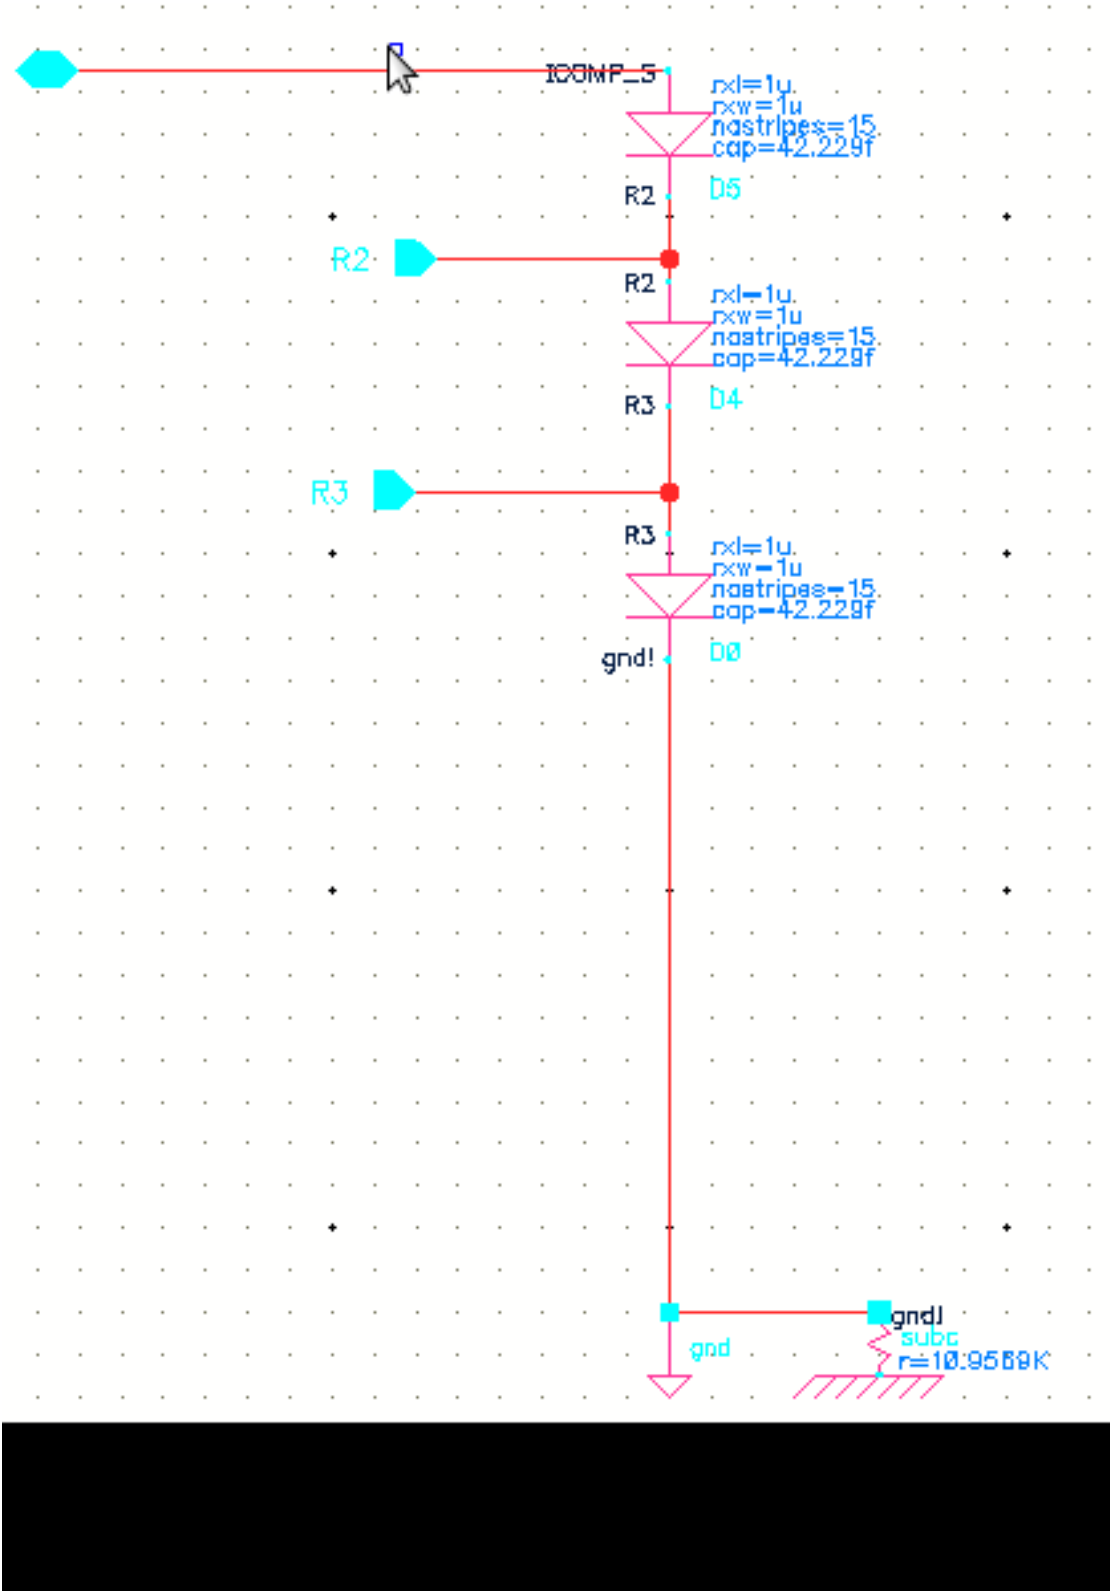 ICOMP_S
rxl=1u
rxw=1u
nastripes=15
cap=42.229f
D5
R2
R2
R2
rxl=1u
rxw=1u
nastripes=15
cap=42.229f
D4
R3
R3
R3
rxl=1u
rxw=1u
nastripes=15
cap=42.229f
D0
gnd!
gnd!
subc
gnd